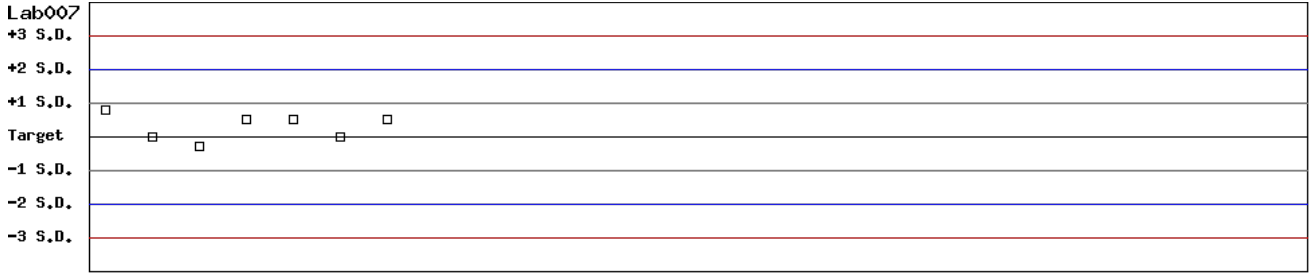 Lab007
+3 S.D.
+2 S.D.
+1 S.D.
Target
-1 S.D.
-2 S.D.
-3 S.D.